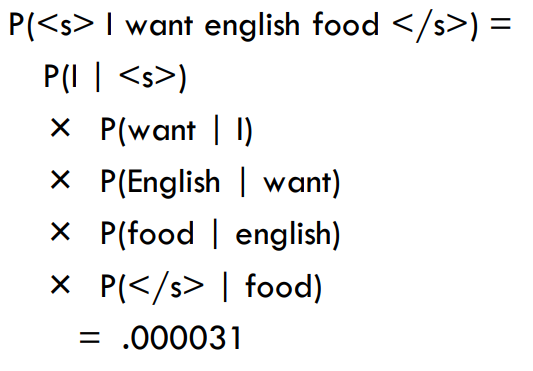 P(<s> I want english food </s>) =
P(I | <s>)
× P(want | I)
× P(English | want)
× P(food | english)
× P(</s> | food)
= .000031